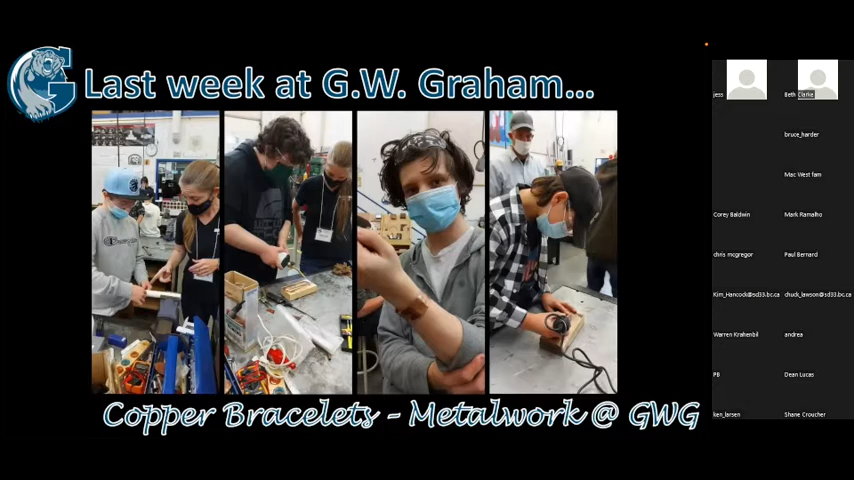 Last week at G.W. Graham...
Copper Bracelets - Metalwork @ GWG
jess
Beth Clarke
bruce_harder
Mac West fam
Corey Baldwin
Mark Ramalho
chris mcgregor
Paul Bernard
Kim_Hancock@sd33.bc.ca
chuck_lawson@sd33.bc.ca
Warren Krahenbil
andrea
PB
Dean Lucas
ken_larsen
Shane Croucher